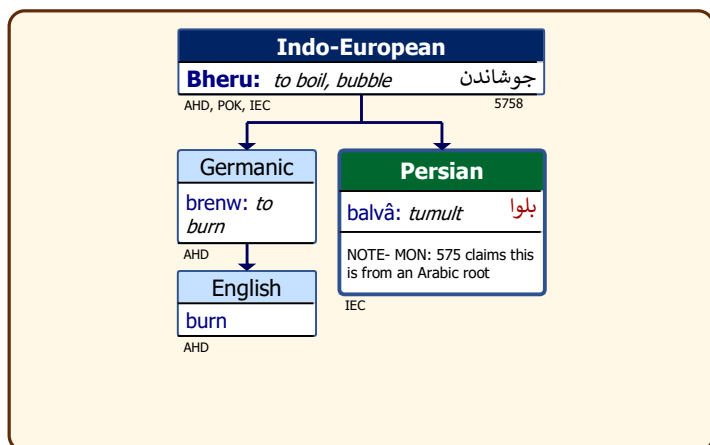 Indo-European
Bheru: to boil, bubble جوشاندن
AHD, POK, IEC 5758
Germanic
brenw: to
burn
AHD
English
burn
AHD
Persian
balvâ: tumult بلوا
NOTE- MON: 575 claims this
is from an Arabic root
IEC